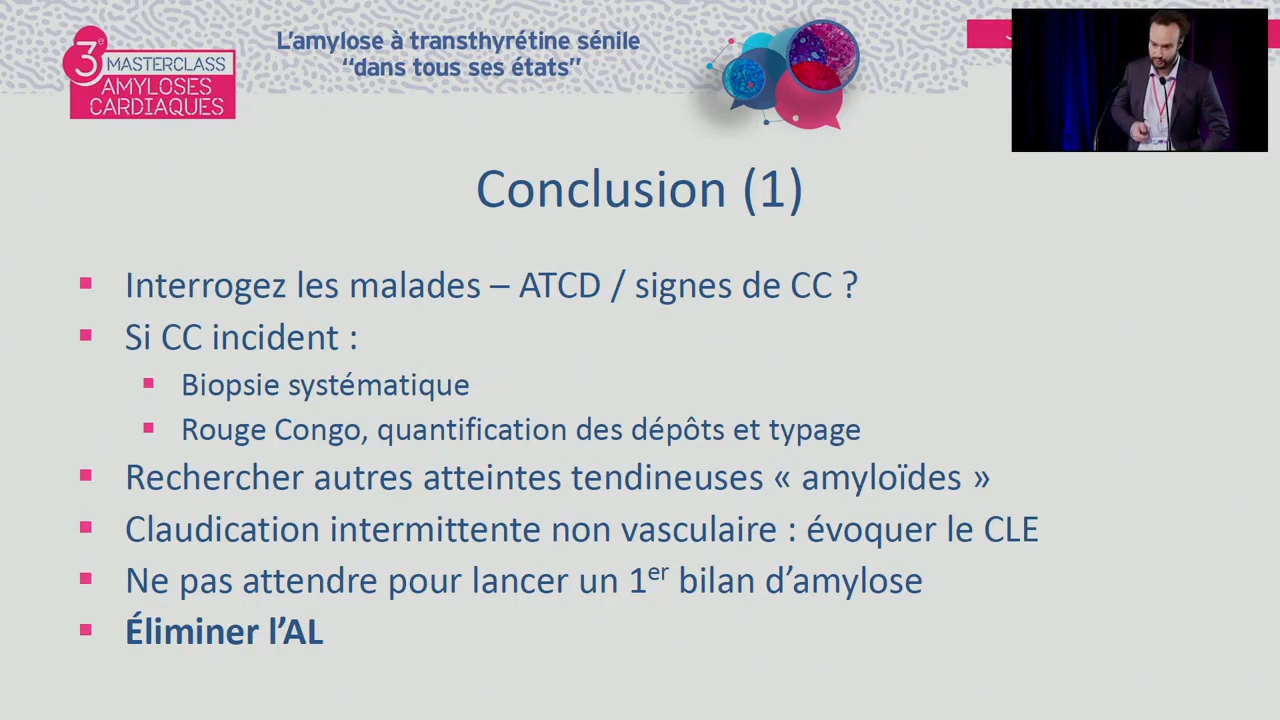 3e
MASTERCLASS
AMYLOSES
CARDIAQUES
L'amylose à transthyrétine sénile
“dans tous ses états”
Conclusion (1)
Interrogez les malades – ATCD / signes de CC ?
Si CC incident :
Biopsie systématique
Rouge Congo, quantification des dépôts et typage
Rechercher autres atteintes tendineuses « amyloïdes »
Claudication intermittente non vasculaire : évoquer le CLE
Ne pas attendre pour lancer un 1er bilan d'amylose
Éliminer l'AL